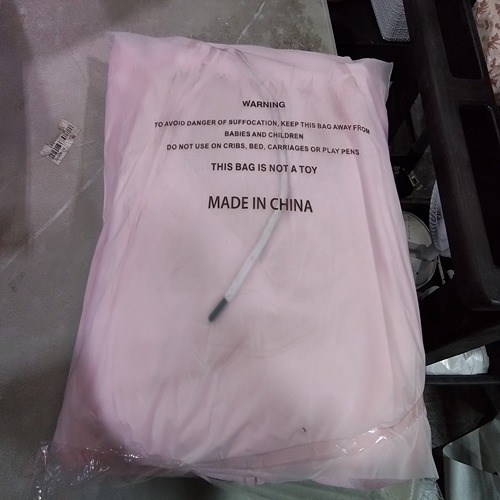 WARNING
TO AVOID DANGER OF SUFFOCATION, KEEP THIS BAG AWAY FROM
BABIES AND CHILDREN
DO NOT USE ON CRIBS, BED, CARRIAGES OR PLAY PENS
THIS BAG IS NOT A TOY
MADE IN CHINA